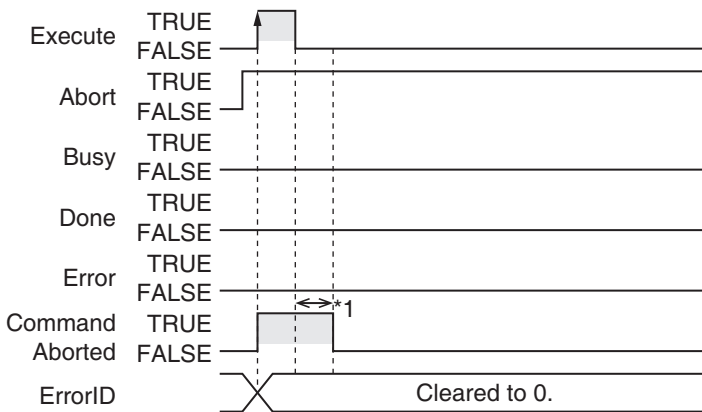 Execute TRUE
FALSE
Abort TRUE
FALSE
Busy TRUE
FALSE
Done TRUE
FALSE
Error TRUE
FALSE
*1
Command TRUE
Aborted FALSE
ErrorID Cleared to 0.